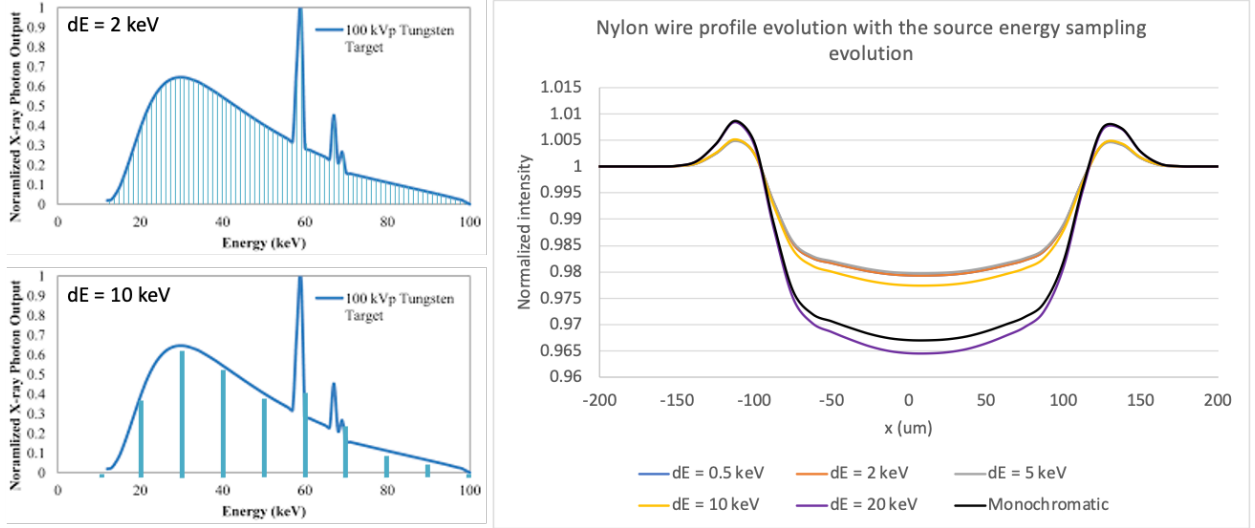 dE = 2 keV
Noramlized X-ray Photon Output
1
0.9
0.8
0.7
0.6
0.5
0.4
0.3
0.2
0.1
0
100 kVp Tungsten
Target
0 20 40 60 80 100
Energy (keV)
dE = 10 keV
Noramlized X-ray Photon Output
1
0.9
0.8
0.7
0.6
0.5
0.4
0.3
0.2
0.1
0
100 kVp Tungsten
Target
0 20 40 60 80 100
Energy (keV)
Nylon wire profile evolution with the source energy sampling
evolution
Normalized intensity
1.015
1.01
1.005
1
0.995
0.99
0.985
0.98
0.975
0.97
0.965
0.96
-200 -150 -100 -50 0 50 100 150 200
x (um)
dE = 0.5 keV dE = 2 keV dE = 5 keV
dE = 10 keV dE = 20 keV Monochromatic